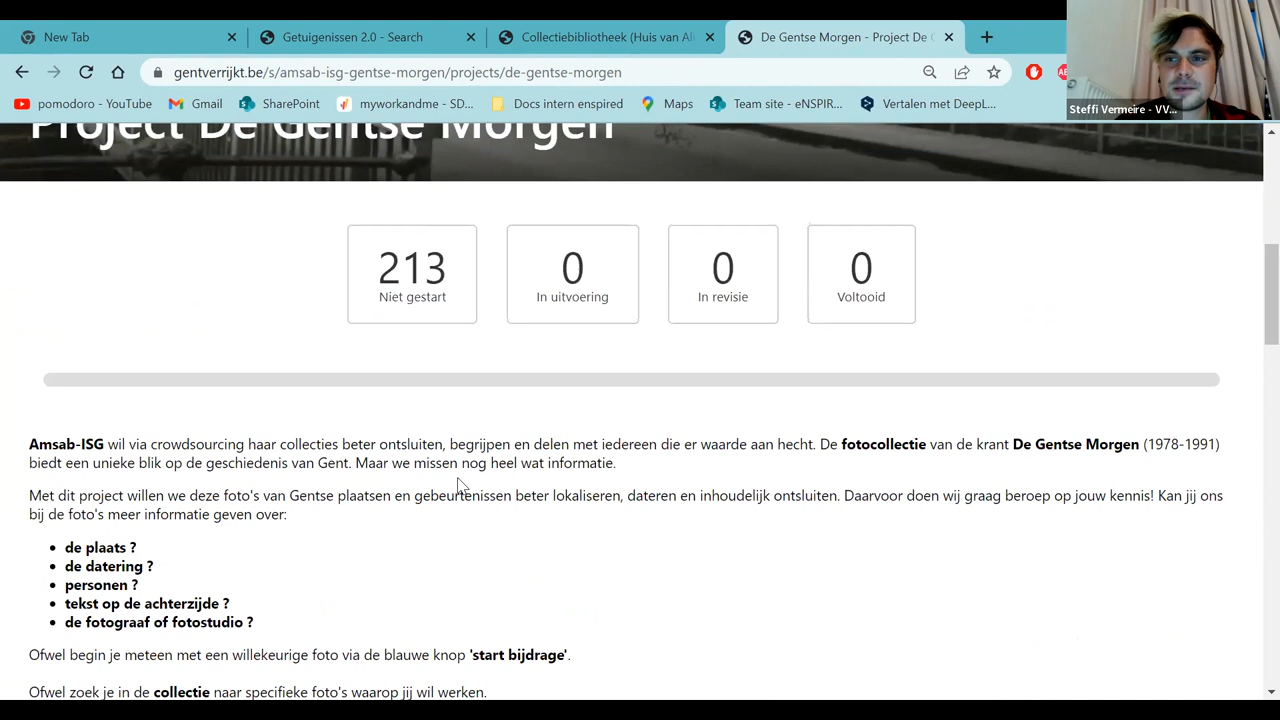 New Tab
Getuigenissen 2.0 - Search
Collectiebibliotheek (Huis van Al
De Gentse Morgen - Project De G
gentverrijkt.be/s/amsab-isg-gentse-morgen/projects/de-gentse-morgen
pomodoro - YouTube
Gmail
SharePoint
myworkandme - SD...
Docs intern enspired
Maps
Team site - eNSPIR...
Vertalen met DeepL...
Steffi Vermeire - VV...
Project De Gentse Morgen
213
Niet gestart
0
In uitvoering
0
In revisie
0
Voltooid
Amsab-ISG wil via crowdsourcing haar collecties beter ontsluiten, begrijpen en delen met iedereen die er waarde aan hecht. De fotocollectie van de krant De Gentse Morgen (1978-1991)
biedt een unieke blik op de geschiedenis van Gent. Maar we missen nog heel wat informatie.
Met dit project willen we deze foto's van Gentse plaatsen en gebeurtenissen beter lokaliseren, dateren en inhoudelijk ontsluiten. Daarvoor doen wij graag beroep op jouw kennis! Kan jij ons
bij de foto's meer informatie geven over:
• de plaats ?
• de datering ?
• personen ?
• tekst op de achterzijde ?
• de fotograaf of fotostudio ?
Ofwel begin je meteen met een willekeurige foto via de blauwe knop 'start bijdrage'.
Ofwel zoek je in de collectie naar specifieke foto's waarop jij wil werken.